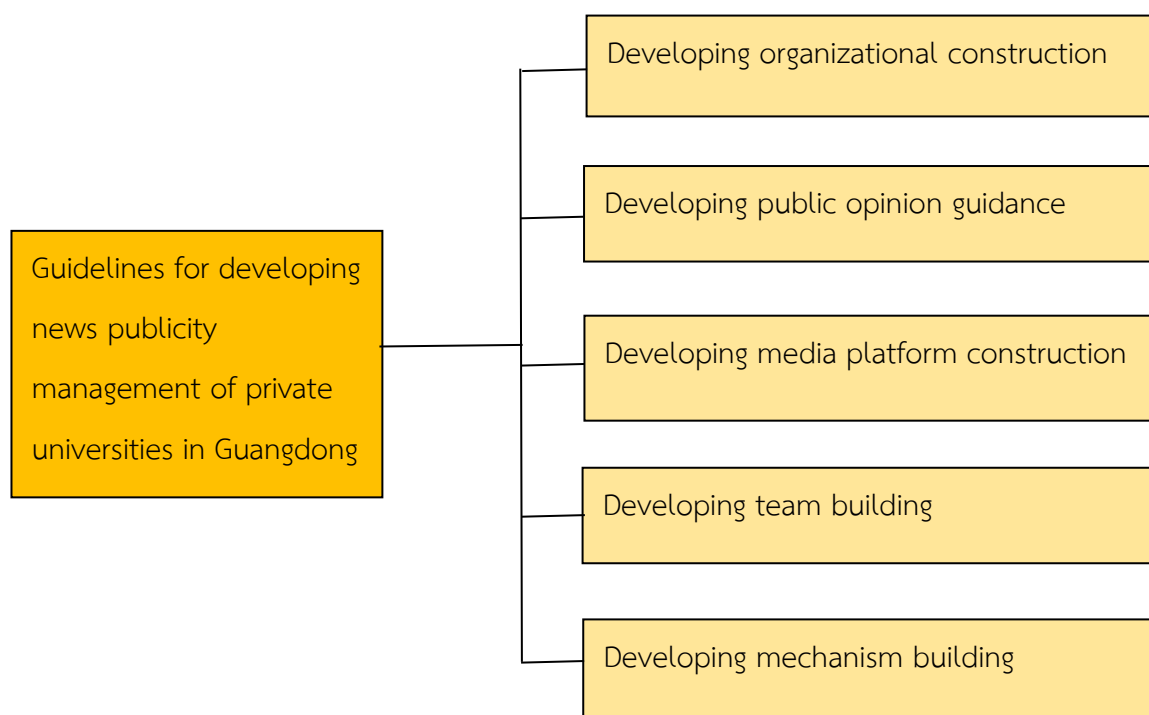 Guidelines for developing
news publicity
management of private
universities in Guangdong
Developing organizational construction
Developing public opinion guidance
Developing media platform construction
Developing team building
Developing mechanism building